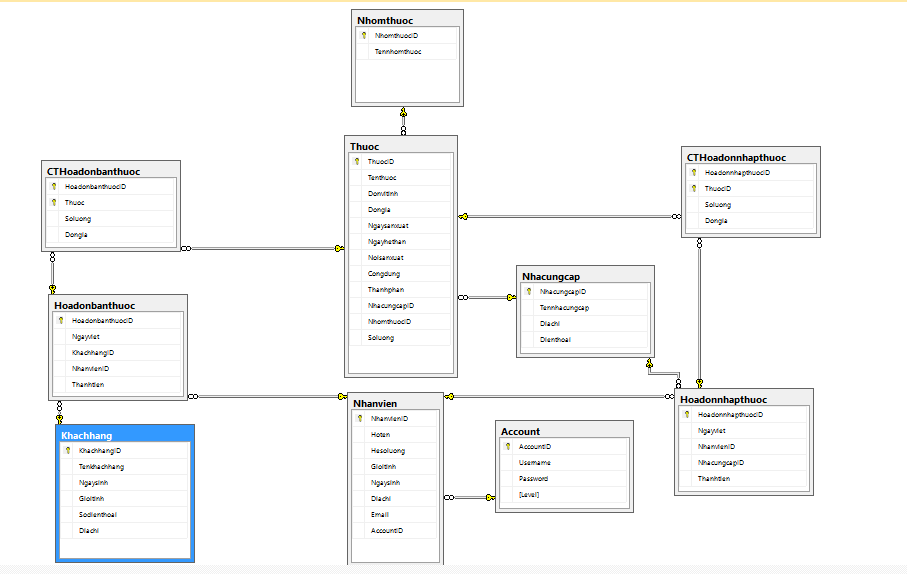 Nhomthuoc
NhomthuocID
Tennhomthuoc
Thuoc
ThuocID
Tenthuoc
Donvitinh
Dongia
Ngaysanxuat
Ngayhethan
Noisanxuat
Congdung
Thanhphan
NhacungcapID
NhomthuocID
Soluong
CTHoadonbanthuoc
HoadonbanthuocID
Thuoc
Soluong
Dongia
CTHoadonnhapthuoc
HoadonnhapthuocID
ThuocID
Soluong
Dongia
Nhacungcap
NhacungcapID
Tennhacungcap
Diachi
Dienthoai
Hoadonbanthuoc
HoadonbanthuocID
Ngayviet
KhachhangID
NhanvienID
Thanhtien
Nhanvien
NhanvienID
Hoten
Hesoluong
Gioitinh
Ngaysinh
Diachi
Email
AccountID
Account
AccountID
Username
Password
[Level]
Hoadonnhapthuoc
HoadonnhapthuocID
Ngayviet
NhanvienID
NhacungcapID
Thanhtien
Khachhang
KhachhangID
Tenkhachhang
Ngaysinh
Gioitinh
Sodienthoai
Diachi